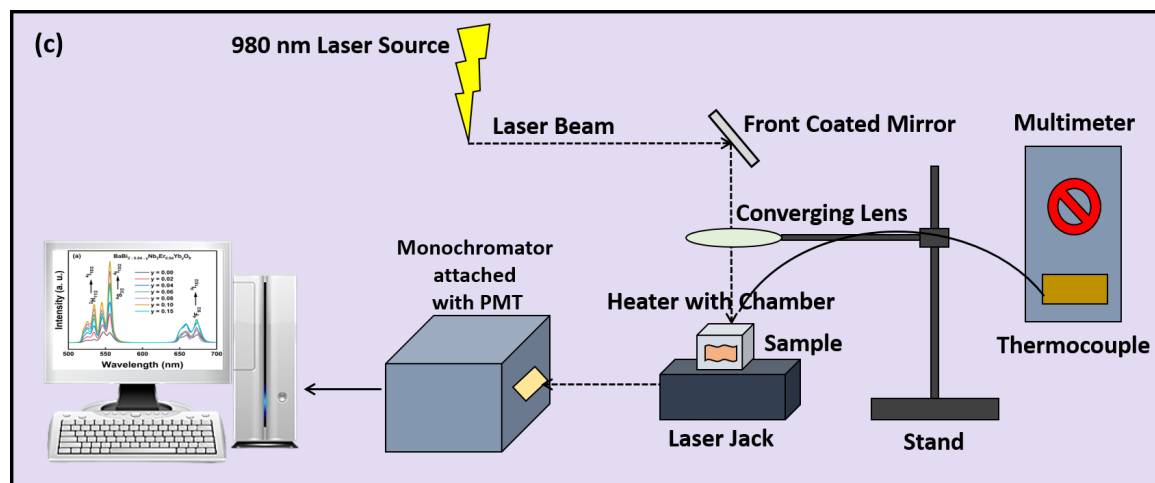 (c)
980 nm Laser Source
Laser Beam
Front Coated Mirror
Multimeter
Converging Lens
Monochromator
attached
with PMT
Heater with Chamber
Sample
Thermocouple
Laser Jack
Stand
(a)
y = 0.00
y = 0.02
y = 0.04
y = 0.06
y = 0.08
y = 0.10
y = 0.15
Intensity (a. u.)
500 550 600 650 700
Wavelength (nm)